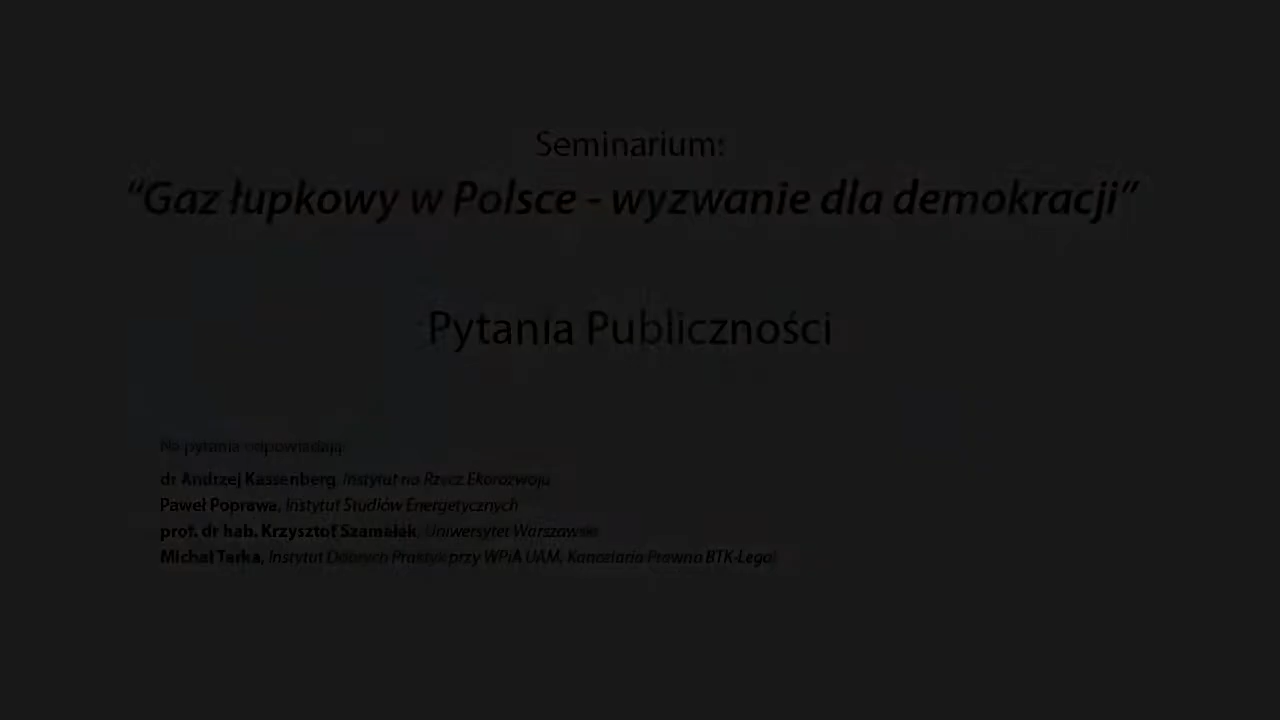 Seminarium:
“Gaz łupkowy w Polsce - wyzwanie dla demokracji”
Pytania Publiczności
Na pytania odpowiadają:
dr Andrzej Kassenberg, Instytut na Rzecz Ekorozwoju
Paweł Poprawa, Instytut Studiów Energetycznych
prof. dr hab. Krzysztof Szamałek, Uniwersytet Warszawski
Michał Tarka, Instytut Dobrych Praktyk przy WPiA UAM, Kancelaria Prawna BTK-Legal